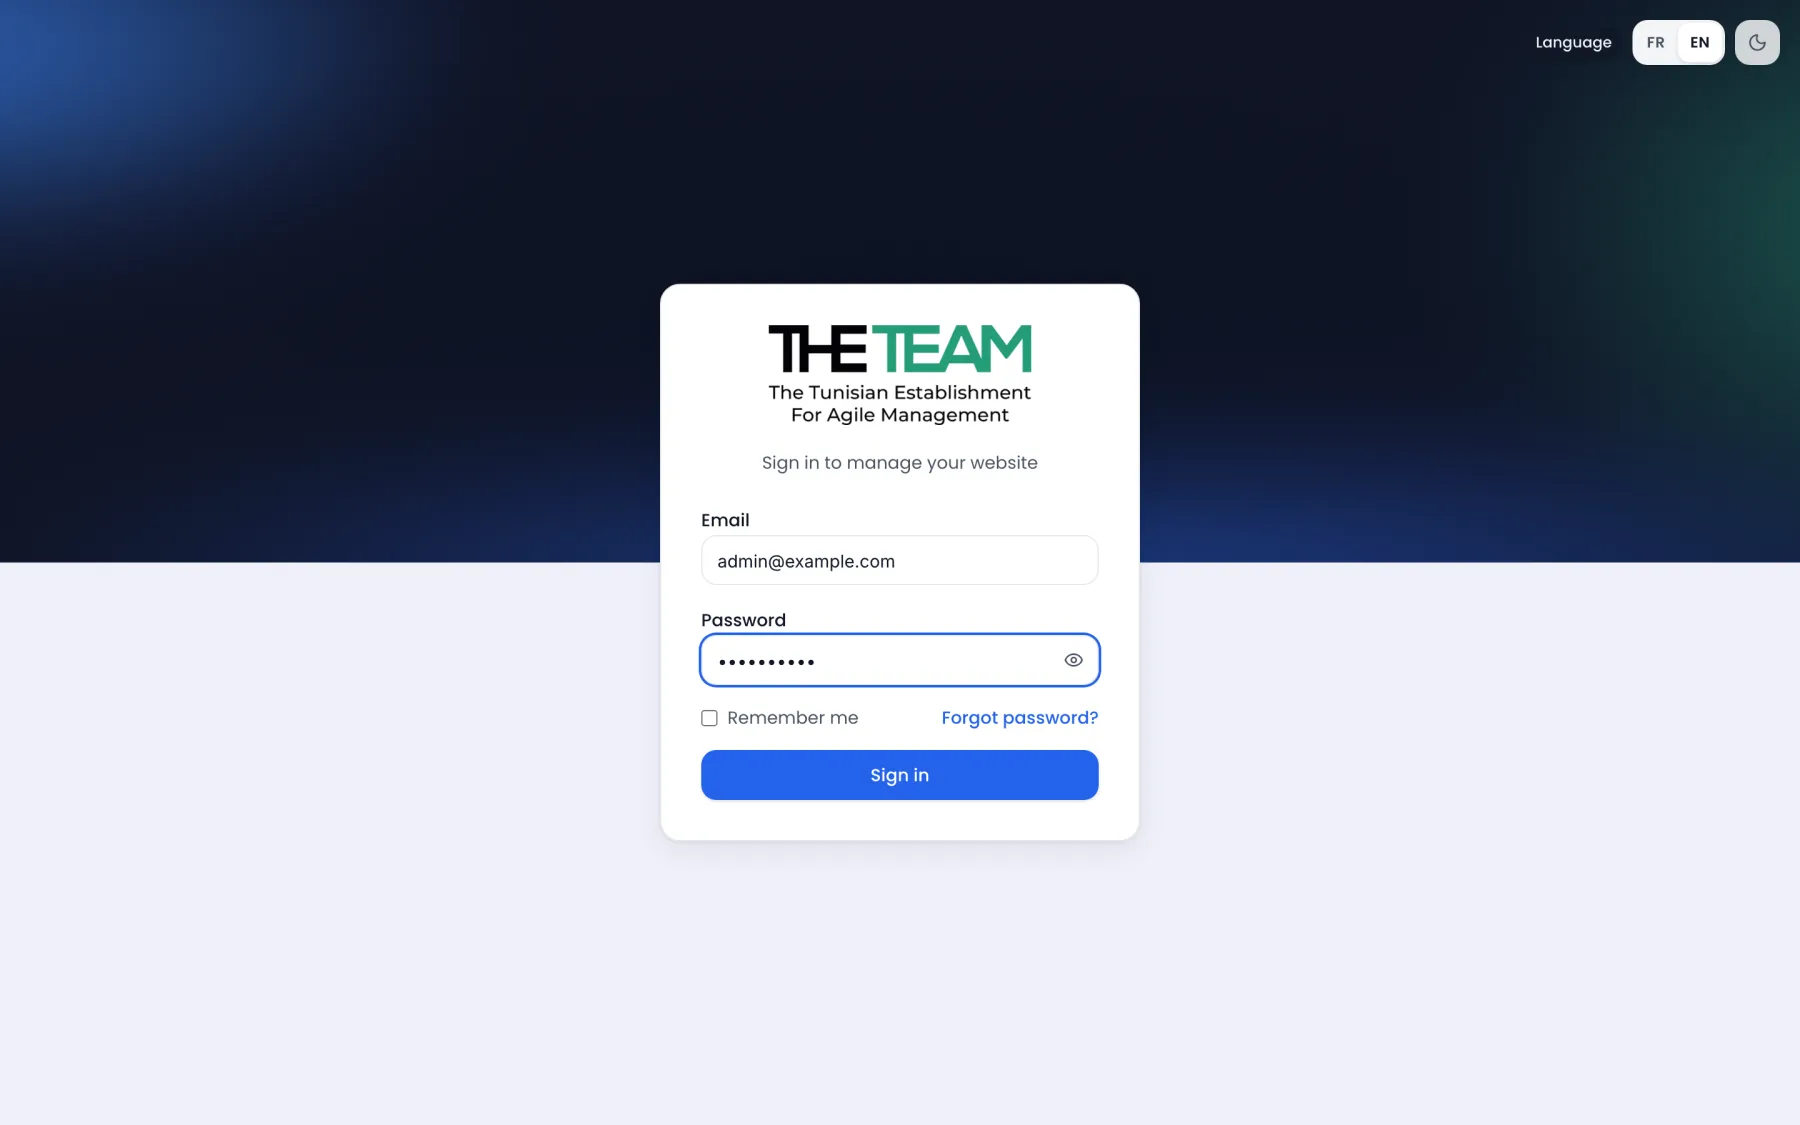 Language
FR
EN
THE TEAM
The Tunisian Establishment
For Agile Management
Sign in to manage your website
Email
admin@example.com
Password
••••••••••
Remember me
Forgot password?
Sign in